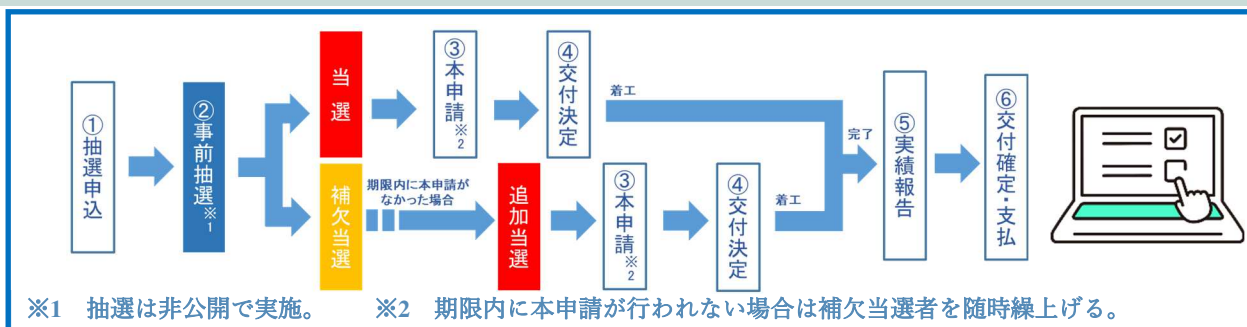 ①抽選申込
②事前抽選※1
当選
③本申請※2
④交付決定
着工
補欠当選
期限内に本申請が
なかった場合
追加当選
③本申請※2
④交付決定
着工
完了
⑤実績報告
⑥交付確定・支払
※1　抽選は非公開で実施。　※2　期限内に本申請が行われない場合は補欠当選者を随時繰上げる。